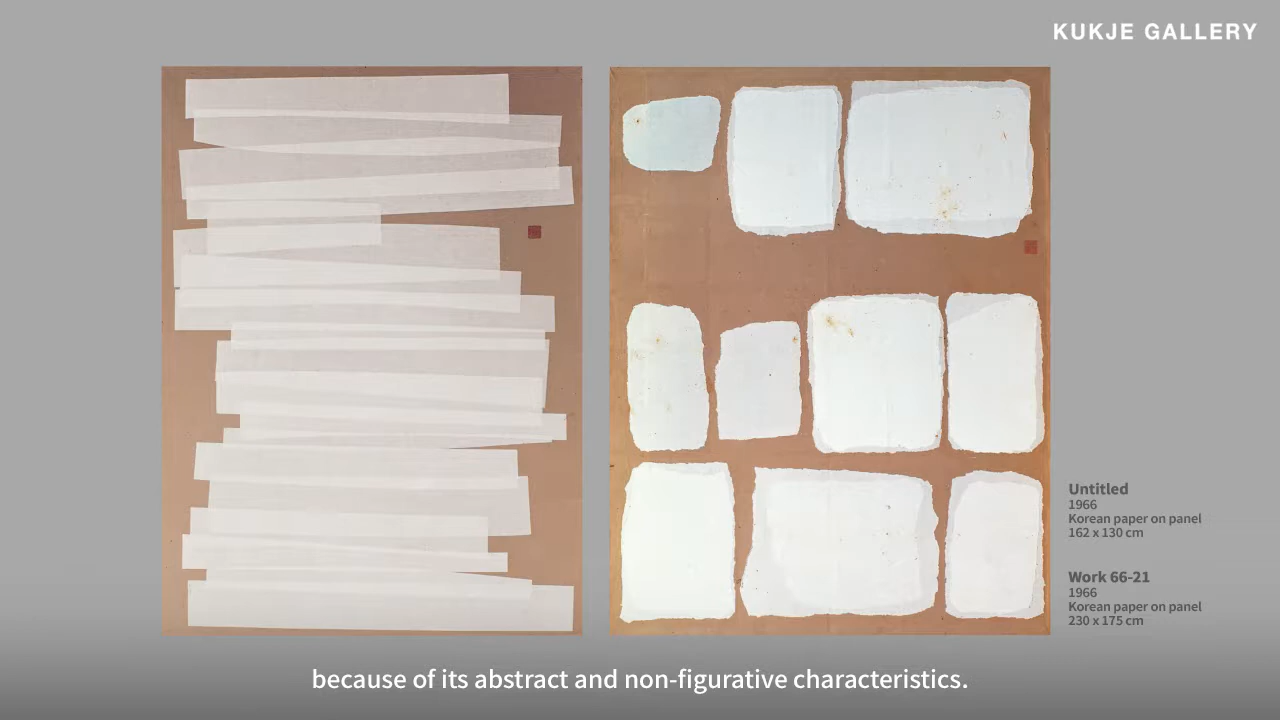 KUKJE GALLERY
Untitled
1966
Korean paper on panel
162 x 130 cm
Work 66-21
1966
Korean paper on panel
230 x 175 cm
because of its abstract and non-figurative characteristics.